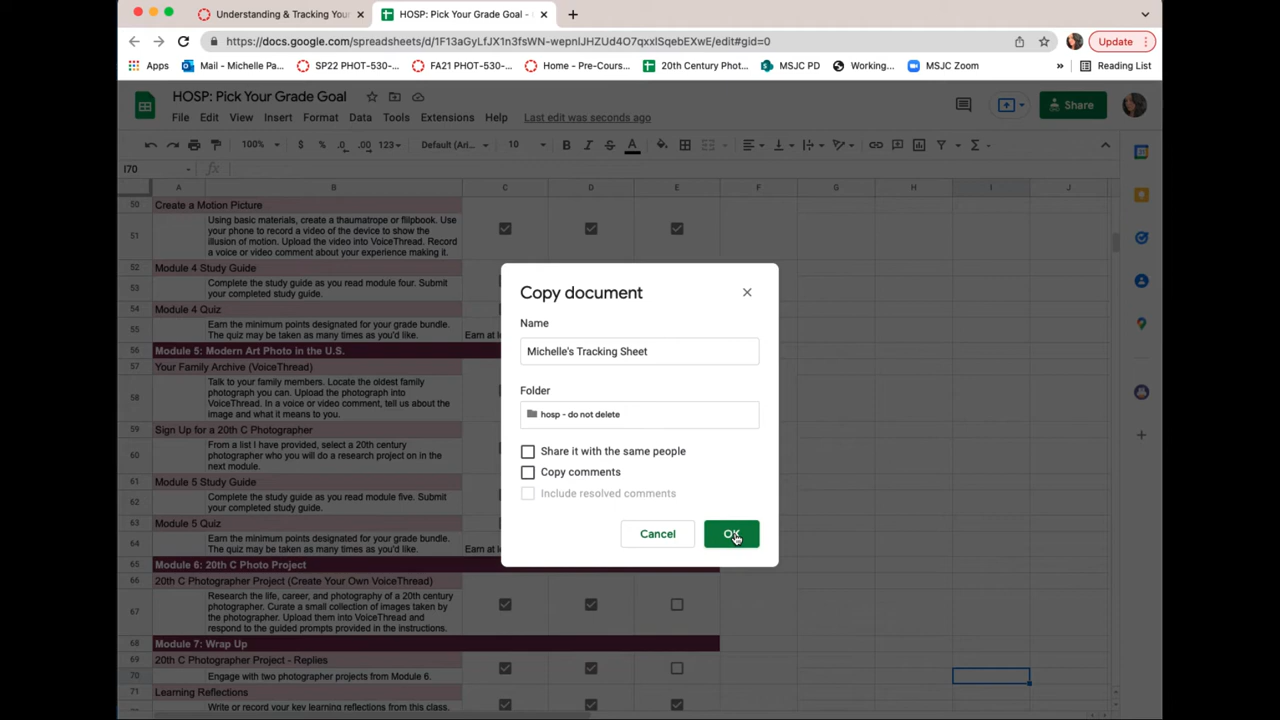 Understanding & Tracking Your
HOSP: Pick Your Grade Goal -
https://docs.google.com/spreadsheets/d/1F13aGyLfJX1n3fsWN-wepnIJHZUd4O7qxxlSqebEXwE/edit#gid=0
Update
Apps
Mail - Michelle Pa...
SP22 PHOT-530-...
FA21 PHOT-530-...
Home - Pre-Cours...
20th Century Phot...
MSJC PD
Working...
MSJC Zoom
»
Reading List
HOSP: Pick Your Grade Goal
File Edit View Insert Format Data Tools Extensions Help Last edit was seconds ago
Share
100% $ % .0 .00 123 Default (Ari... 10 B I S A
I70 fx
A B C D E F G H I J
50 Create a Motion Picture
51 Using basic materials, create a thaumatrope or flipbook. Use
your phone to record a video of the device to show the
illusion of motion. Upload the video into VoiceThread. Record
a voice or video comment about your experience making it.
52 Module 4 Study Guide
53 Complete the study guide as you read module four. Submit
your completed study guide.
54 Module 4 Quiz
55 Earn the minimum points designated for your grade bundle.
The quiz may be taken as many times as you'd like. Earn at l
56 Module 5: Modern Art Photo in the U.S.
57 Your Family Archive (VoiceThread)
58 Talk to your family members. Locate the oldest family
photograph you can. Upload the photograph into
VoiceThread. In a voice or video comment, tell us about the
image and what it means to you.
59 Sign Up for a 20th C Photographer
60 From a list I have provided, select a 20th century
photographer who you will do a research project on in the
next module.
61 Module 5 Study Guide
62 Complete the study guide as you read module five. Submit
your completed study guide.
63 Module 5 Quiz
64 Earn the minimum points designated for your grade bundle.
The quiz may be taken as many times as you'd like. Earn at l
65 Module 6: 20th C Photo Project
66 20th C Photographer Project (Create Your Own VoiceThread)
67 Research the life, career, and photography of a 20th century
photographer. Curate a small collection of images taken by
the photographer. Upload them into VoiceThread and
respond to the guided prompts provided in the instructions.
68 Module 7: Wrap Up
69 20th C Photographer Project - Replies
70 Engage with two photographer projects from Module 6.
71 Learning Reflections
Write or record your key learning reflections from this class.
Copy document
Name
Michelle's Tracking Sheet
Folder
hosp - do not delete
Share it with the same people
Copy comments
Include resolved comments
Cancel
OK